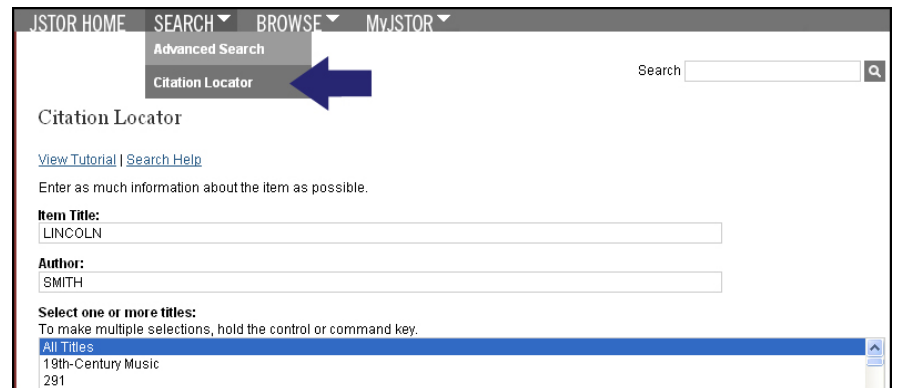 JSTOR HOME SEARCH BROWSE MyJSTOR
Advanced Search
Citation Locator
Search
Citation Locator
View Tutorial | Search Help
Enter as much information about the item as possible.
Item Title:
LINCOLN
Author:
SMITH
Select one or more titles:
To make multiple selections, hold the control or command key.
All Titles
19th-Century Music
291